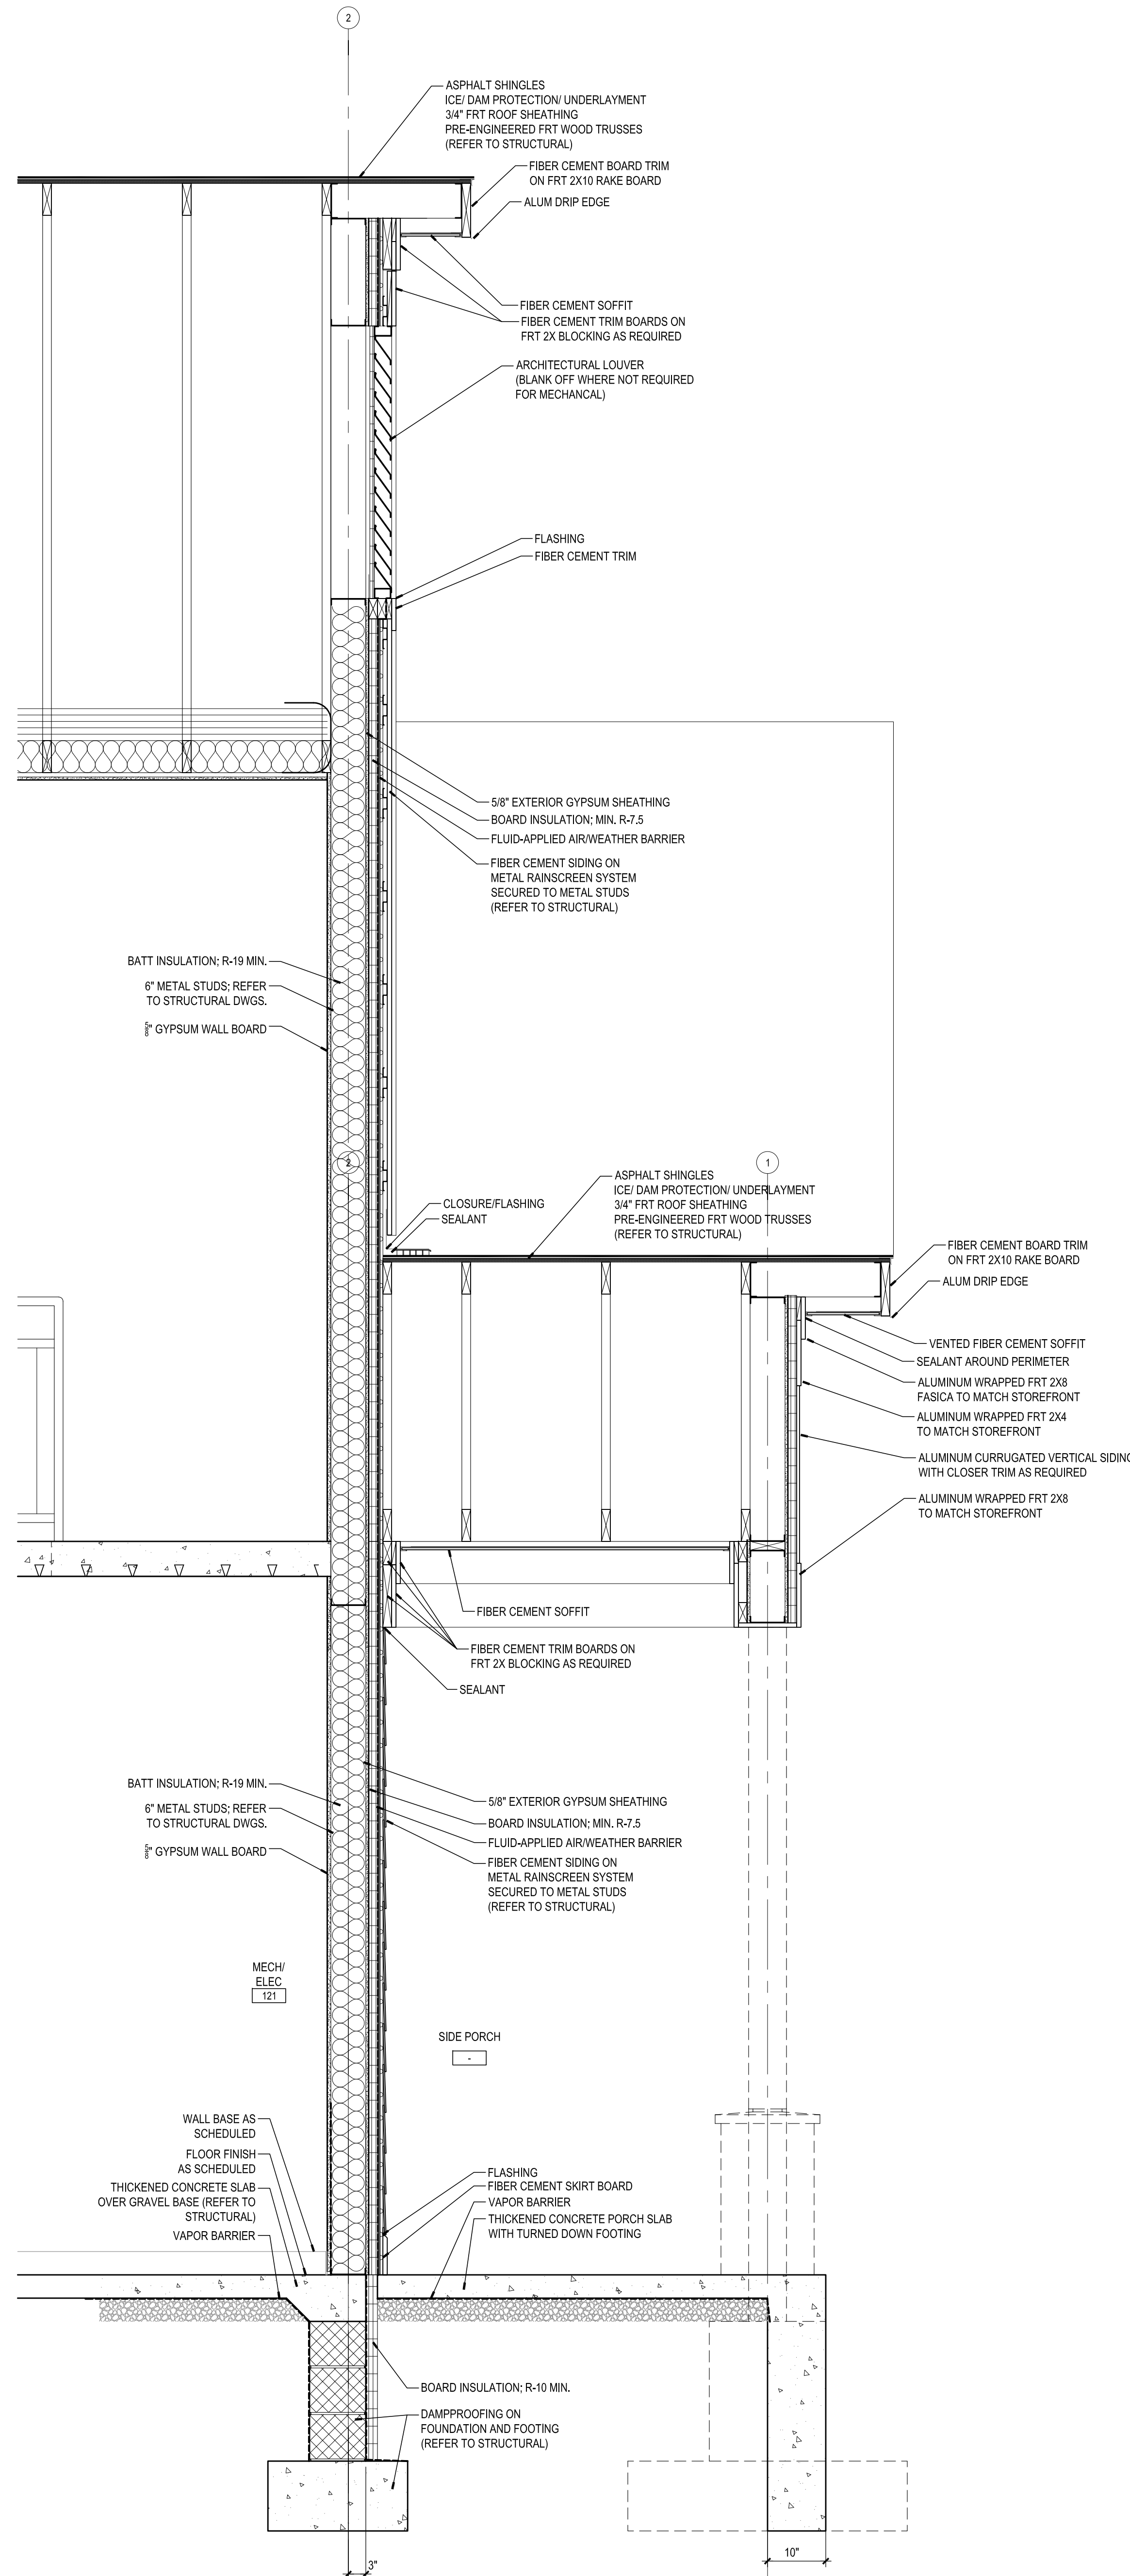 2
ASPHALT SHINGLES
ICE/ DAM PROTECTION/ UNDERLAYMENT
3/4" FRT ROOF SHEATHING
PRE-ENGINEERED FRT WOOD TRUSSES
(REFER TO STRUCTURAL)
FIBER CEMENT BOARD TRIM
ON FRT 2X10 RAKE BOARD
ALUM DRIP EDGE
FIBER CEMENT SOFFIT
FIBER CEMENT TRIM BOARDS ON
FRT 2X BLOCKING AS REQUIRED
ARCHITECTURAL LOUVER
(BLANK OFF WHERE NOT REQUIRED
FOR MECHANCAL)
FLASHING
FIBER CEMENT TRIM
5/8" EXTERIOR GYPSUM SHEATHING
BOARD INSULATION; MIN. R-7.5
FLUID-APPLIED AIR/WEATHER BARRIER
FIBER CEMENT SIDING ON
METAL RAINSCREEN SYSTEM
SECURED TO METAL STUDS
(REFER TO STRUCTURAL)
BATT INSULATION; R-19 MIN.
6" METAL STUDS; REFER
TO STRUCTURAL DWGS.
5/8" GYPSUM WALL BOARD
2
1
ASPHALT SHINGLES
ICE/ DAM PROTECTION/ UNDERLAYMENT
3/4" FRT ROOF SHEATHING
PRE-ENGINEERED FRT WOOD TRUSSES
(REFER TO STRUCTURAL)
CLOSURE/FLASHING
SEALANT
FIBER CEMENT BOARD TRIM
ON FRT 2X10 RAKE BOARD
ALUM DRIP EDGE
VENTED FIBER CEMENT SOFFIT
SEALANT AROUND PERIMETER
ALUMINUM WRAPPED FRT 2X8
FASICA TO MATCH STOREFRONT
ALUMINUM WRAPPED FRT 2X4
TO MATCH STOREFRONT
ALUMINUM CURRUGATED VERTICAL SIDING
WITH CLOSER TRIM AS REQUIRED
ALUMINUM WRAPPED FRT 2X8
TO MATCH STOREFRONT
FIBER CEMENT SOFFIT
FIBER CEMENT TRIM BOARDS ON
FRT 2X BLOCKING AS REQUIRED
SEALANT
BATT INSULATION; R-19 MIN.
6" METAL STUDS; REFER
TO STRUCTURAL DWGS.
5/8" GYPSUM WALL BOARD
5/8" EXTERIOR GYPSUM SHEATHING
BOARD INSULATION; MIN. R-7.5
FLUID-APPLIED AIR/WEATHER BARRIER
FIBER CEMENT SIDING ON
METAL RAINSCREEN SYSTEM
SECURED TO METAL STUDS
(REFER TO STRUCTURAL)
MECH/
ELEC
121
SIDE PORCH
-
WALL BASE AS
SCHEDULED
FLOOR FINISH
AS SCHEDULED
THICKENED CONCRETE SLAB
OVER GRAVEL BASE (REFER TO
STRUCTURAL)
VAPOR BARRIER
FLASHING
FIBER CEMENT SKIRT BOARD
VAPOR BARRIER
THICKENED CONCRETE PORCH SLAB
WITH TURNED DOWN FOOTING
BOARD INSULATION; R-10 MIN.
DAMPPROOFING ON
FOUNDATION AND FOOTING
(REFER TO STRUCTURAL)
3"
10"